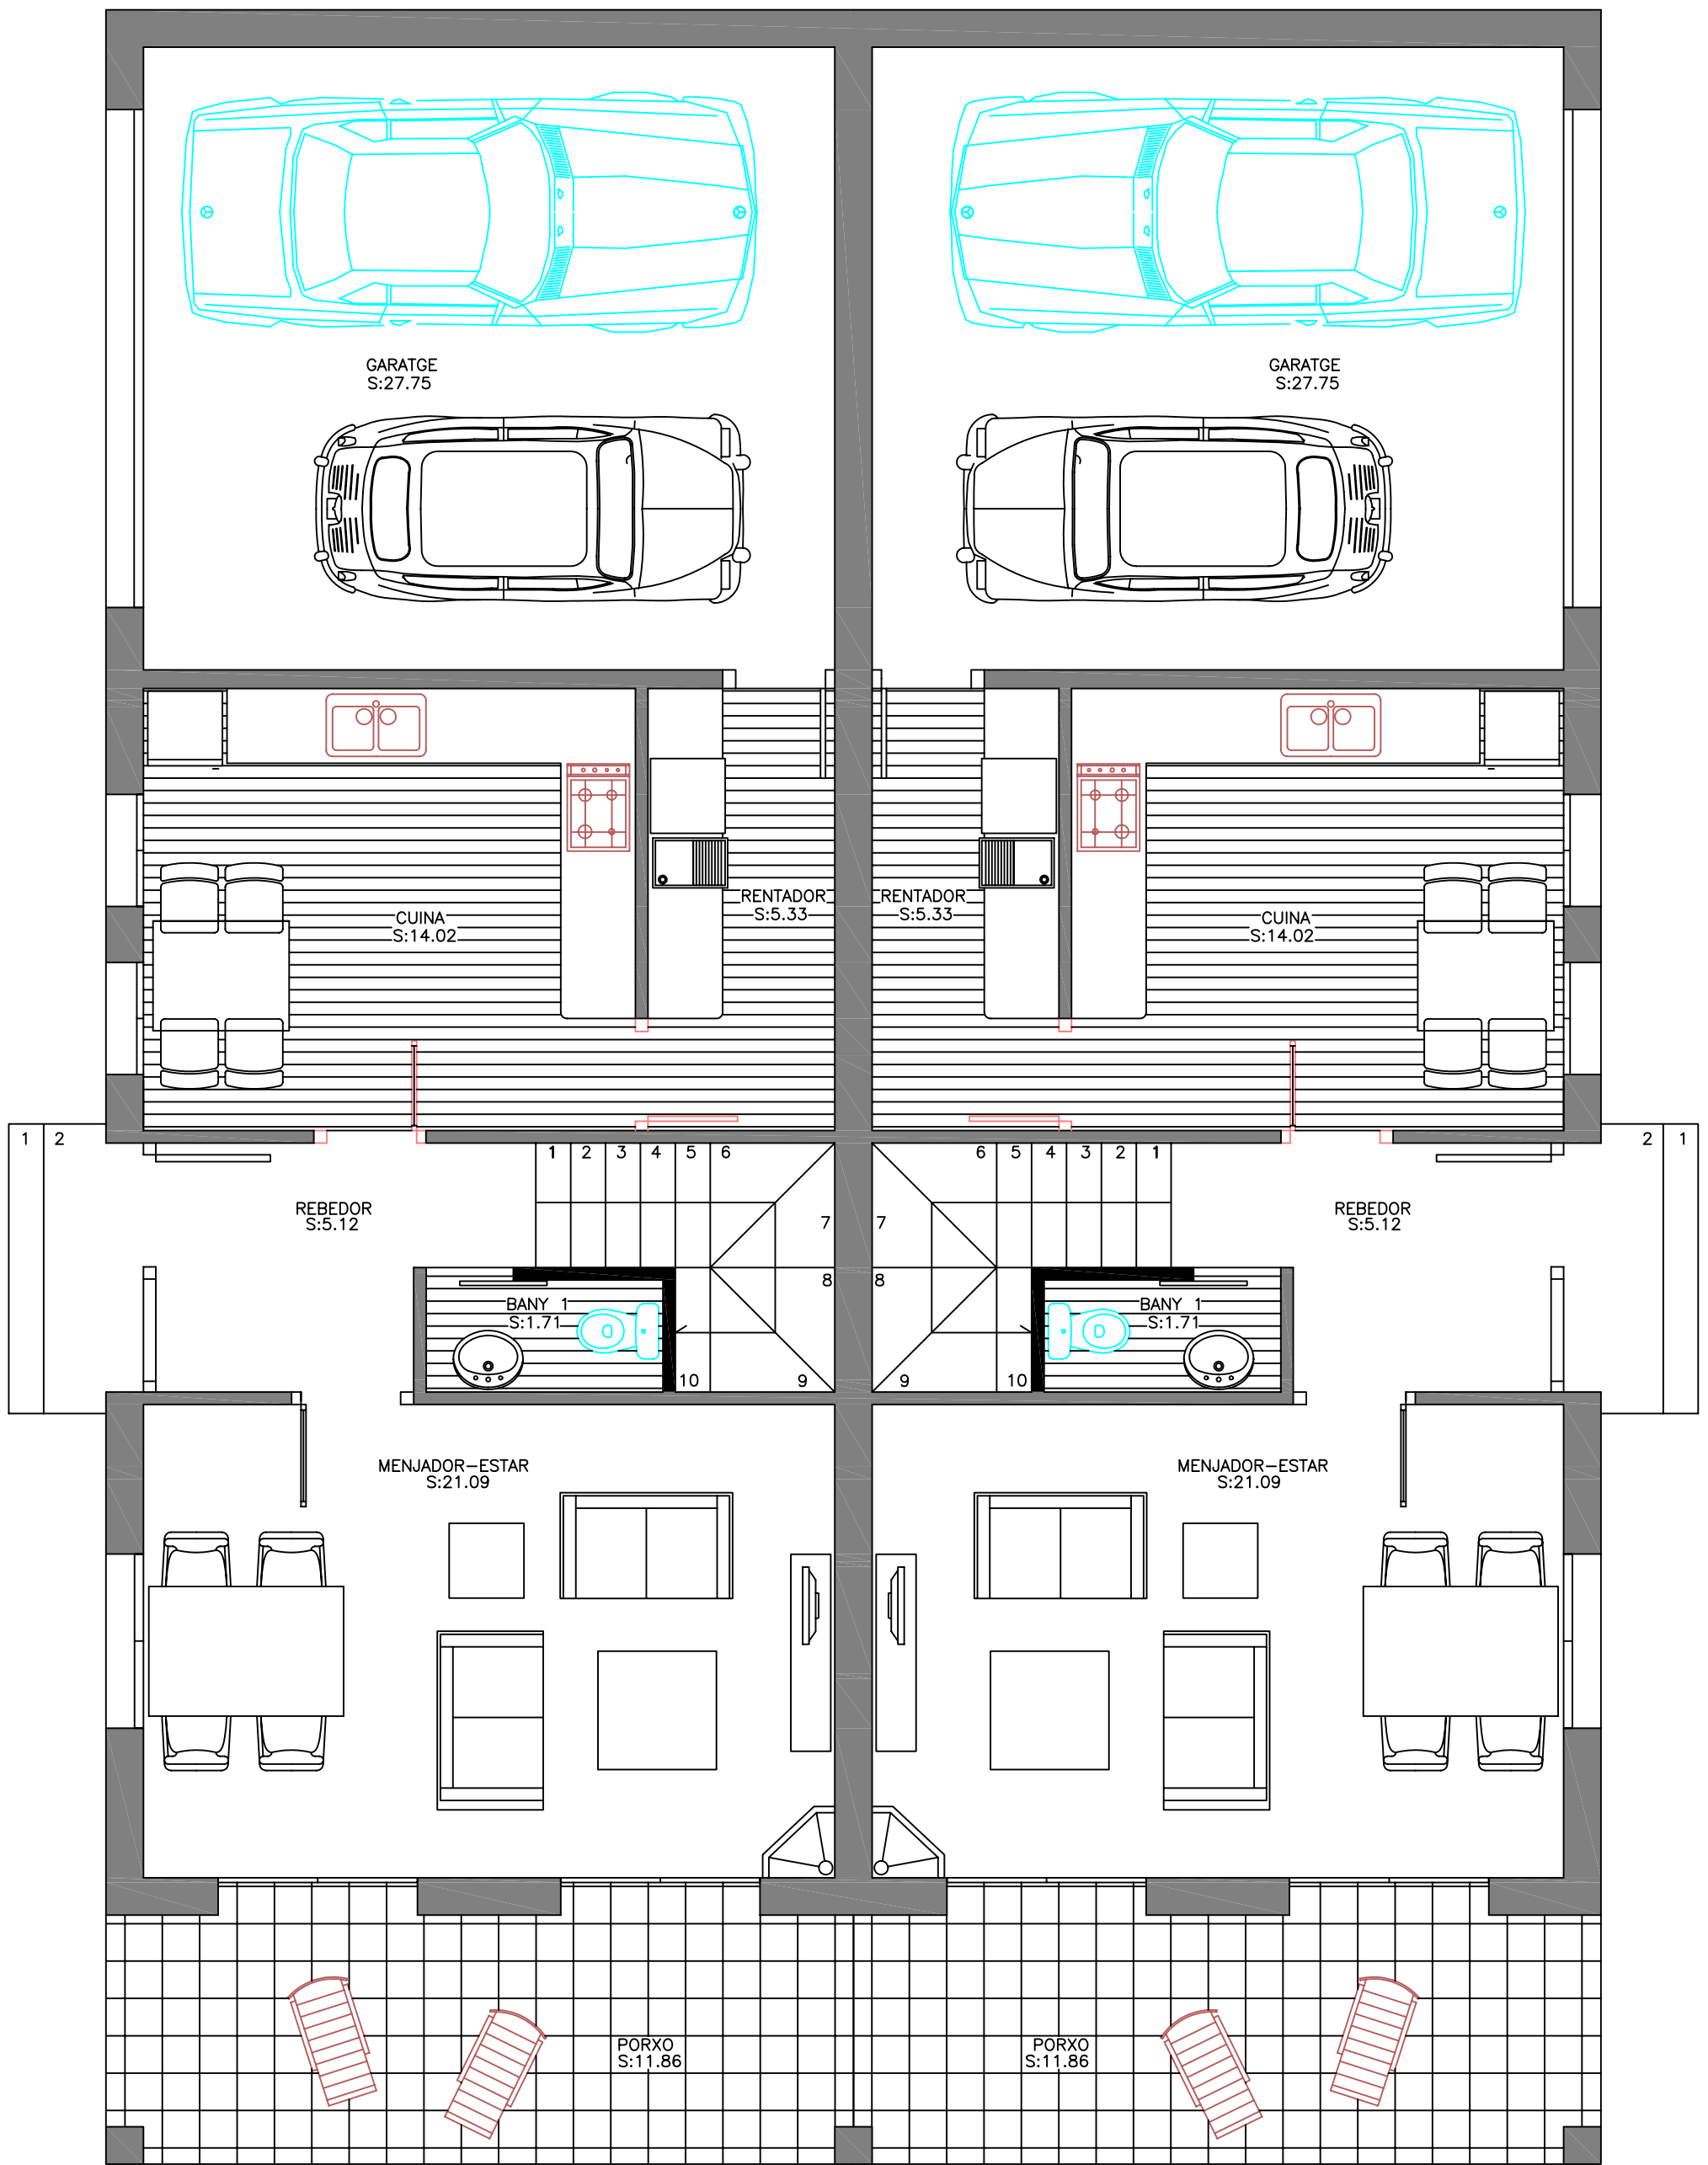 GARATGE
S:27.75
GARATGE
S:27.75
RENTADOR
S:5.33
RENTADOR
S:5.33
CUINA
S:14.02
CUINA
S:14.02
1 2
1 2 3 4 5 6
6 5 4 3 2 1
2 1
REBEDOR
S:5.12
REBEDOR
S:5.12
7
7
8
8
BANY 1
S:1.71
BANY 1
S:1.71
10 9
9 10
MENJADOR-ESTAR
S:21.09
MENJADOR-ESTAR
S:21.09
PORXO
S:11.86
PORXO
S:11.86